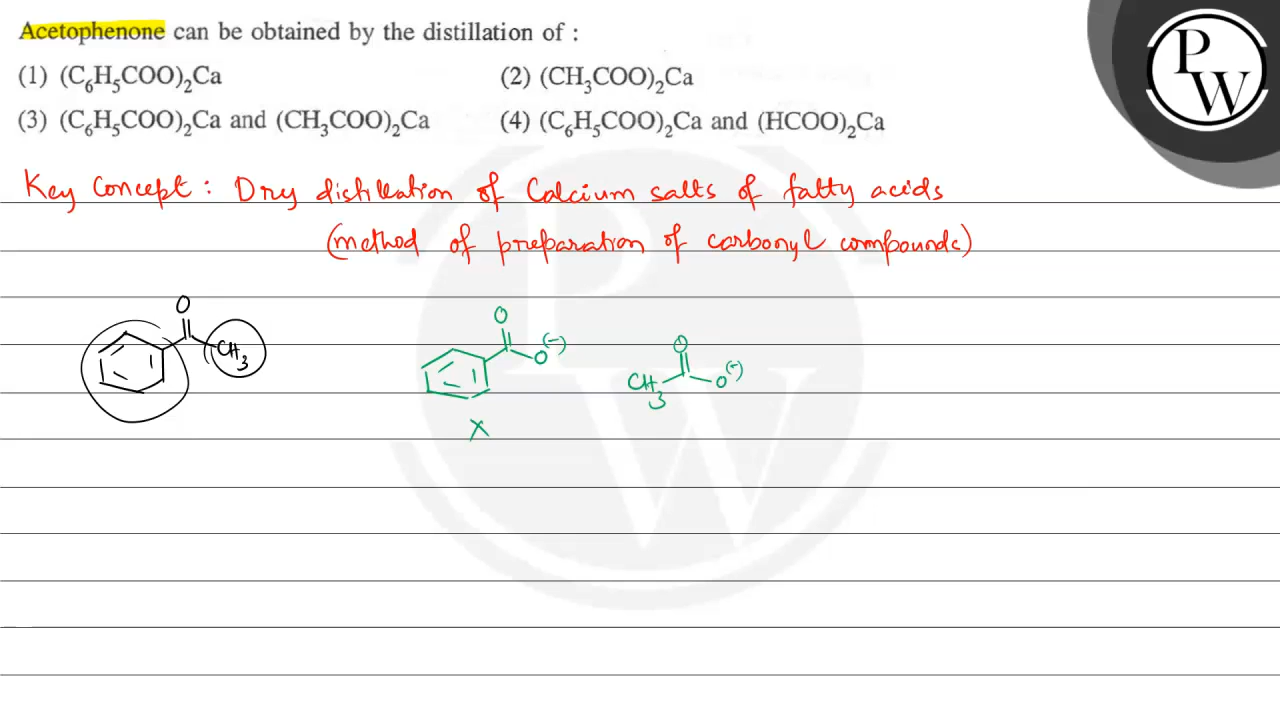 Acetophenone can be obtained by the distillation of :
(1) (C₆H₅COO)₂Ca (2) (CH₃COO)₂Ca
(3) (C₆H₅COO)₂Ca and (CH₃COO)₂Ca (4) (C₆H₅COO)₂Ca and (HCOO)₂Ca
P
W
Key Concept : Dry distillation of Calcium salts of fatty acids
(method of preparation of carbonyl compounds)
O
CH₃
O
O(-)
X
O
CH₃ O(-)